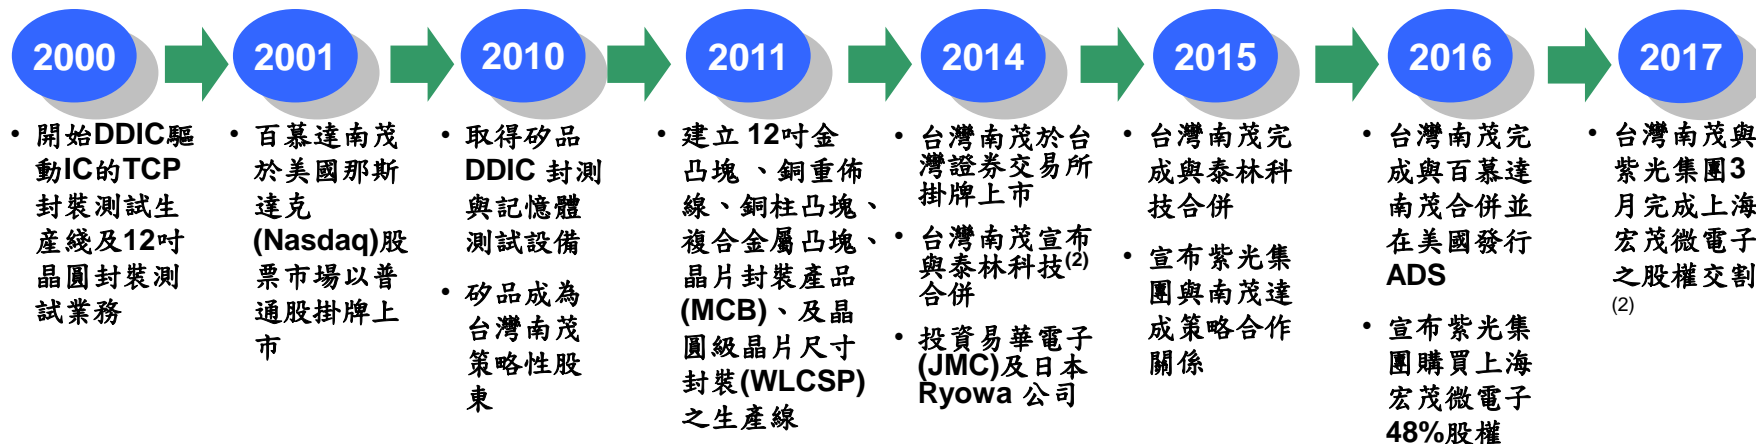 2000
2001
2010
2011
2014
2015
2016
2017
• 開始DDIC驅
動IC的TCP
封裝測試生
產綫及12吋
晶圓封裝測
試業務
• 百慕達南茂
於美國那斯
達克
(Nasdaq)股
票市場以普
通股掛牌上
市
• 取得矽品
DDIC 封測
與記憶體
測試設備
• 矽品成為
台灣南茂
策略性股
東
• 建立 12吋金
凸塊 、銅重佈
線、銅柱凸塊、
複合金屬凸塊、
晶片封裝產品
(MCB)、及晶
圓級晶片尺寸
封裝(WLCSP)
之生產線
• 台灣南茂於台
灣證券交易所
掛牌上市
• 台灣南茂宣布
與泰林科技(2)
合併
• 投資易華電子
(JMC)及日本
Ryowa 公司
• 台灣南茂完
成與泰林科
技合併
• 宣布紫光集
團與南茂達
成策略合作
關係
• 台灣南茂完
成與百慕達
南茂合併並
在美國發行
ADS
• 宣布紫光集
團購買上海
宏茂微電子
48%股權
• 台灣南茂與
紫光集團3
月完成上海
宏茂微電子
之股權交割
(2)